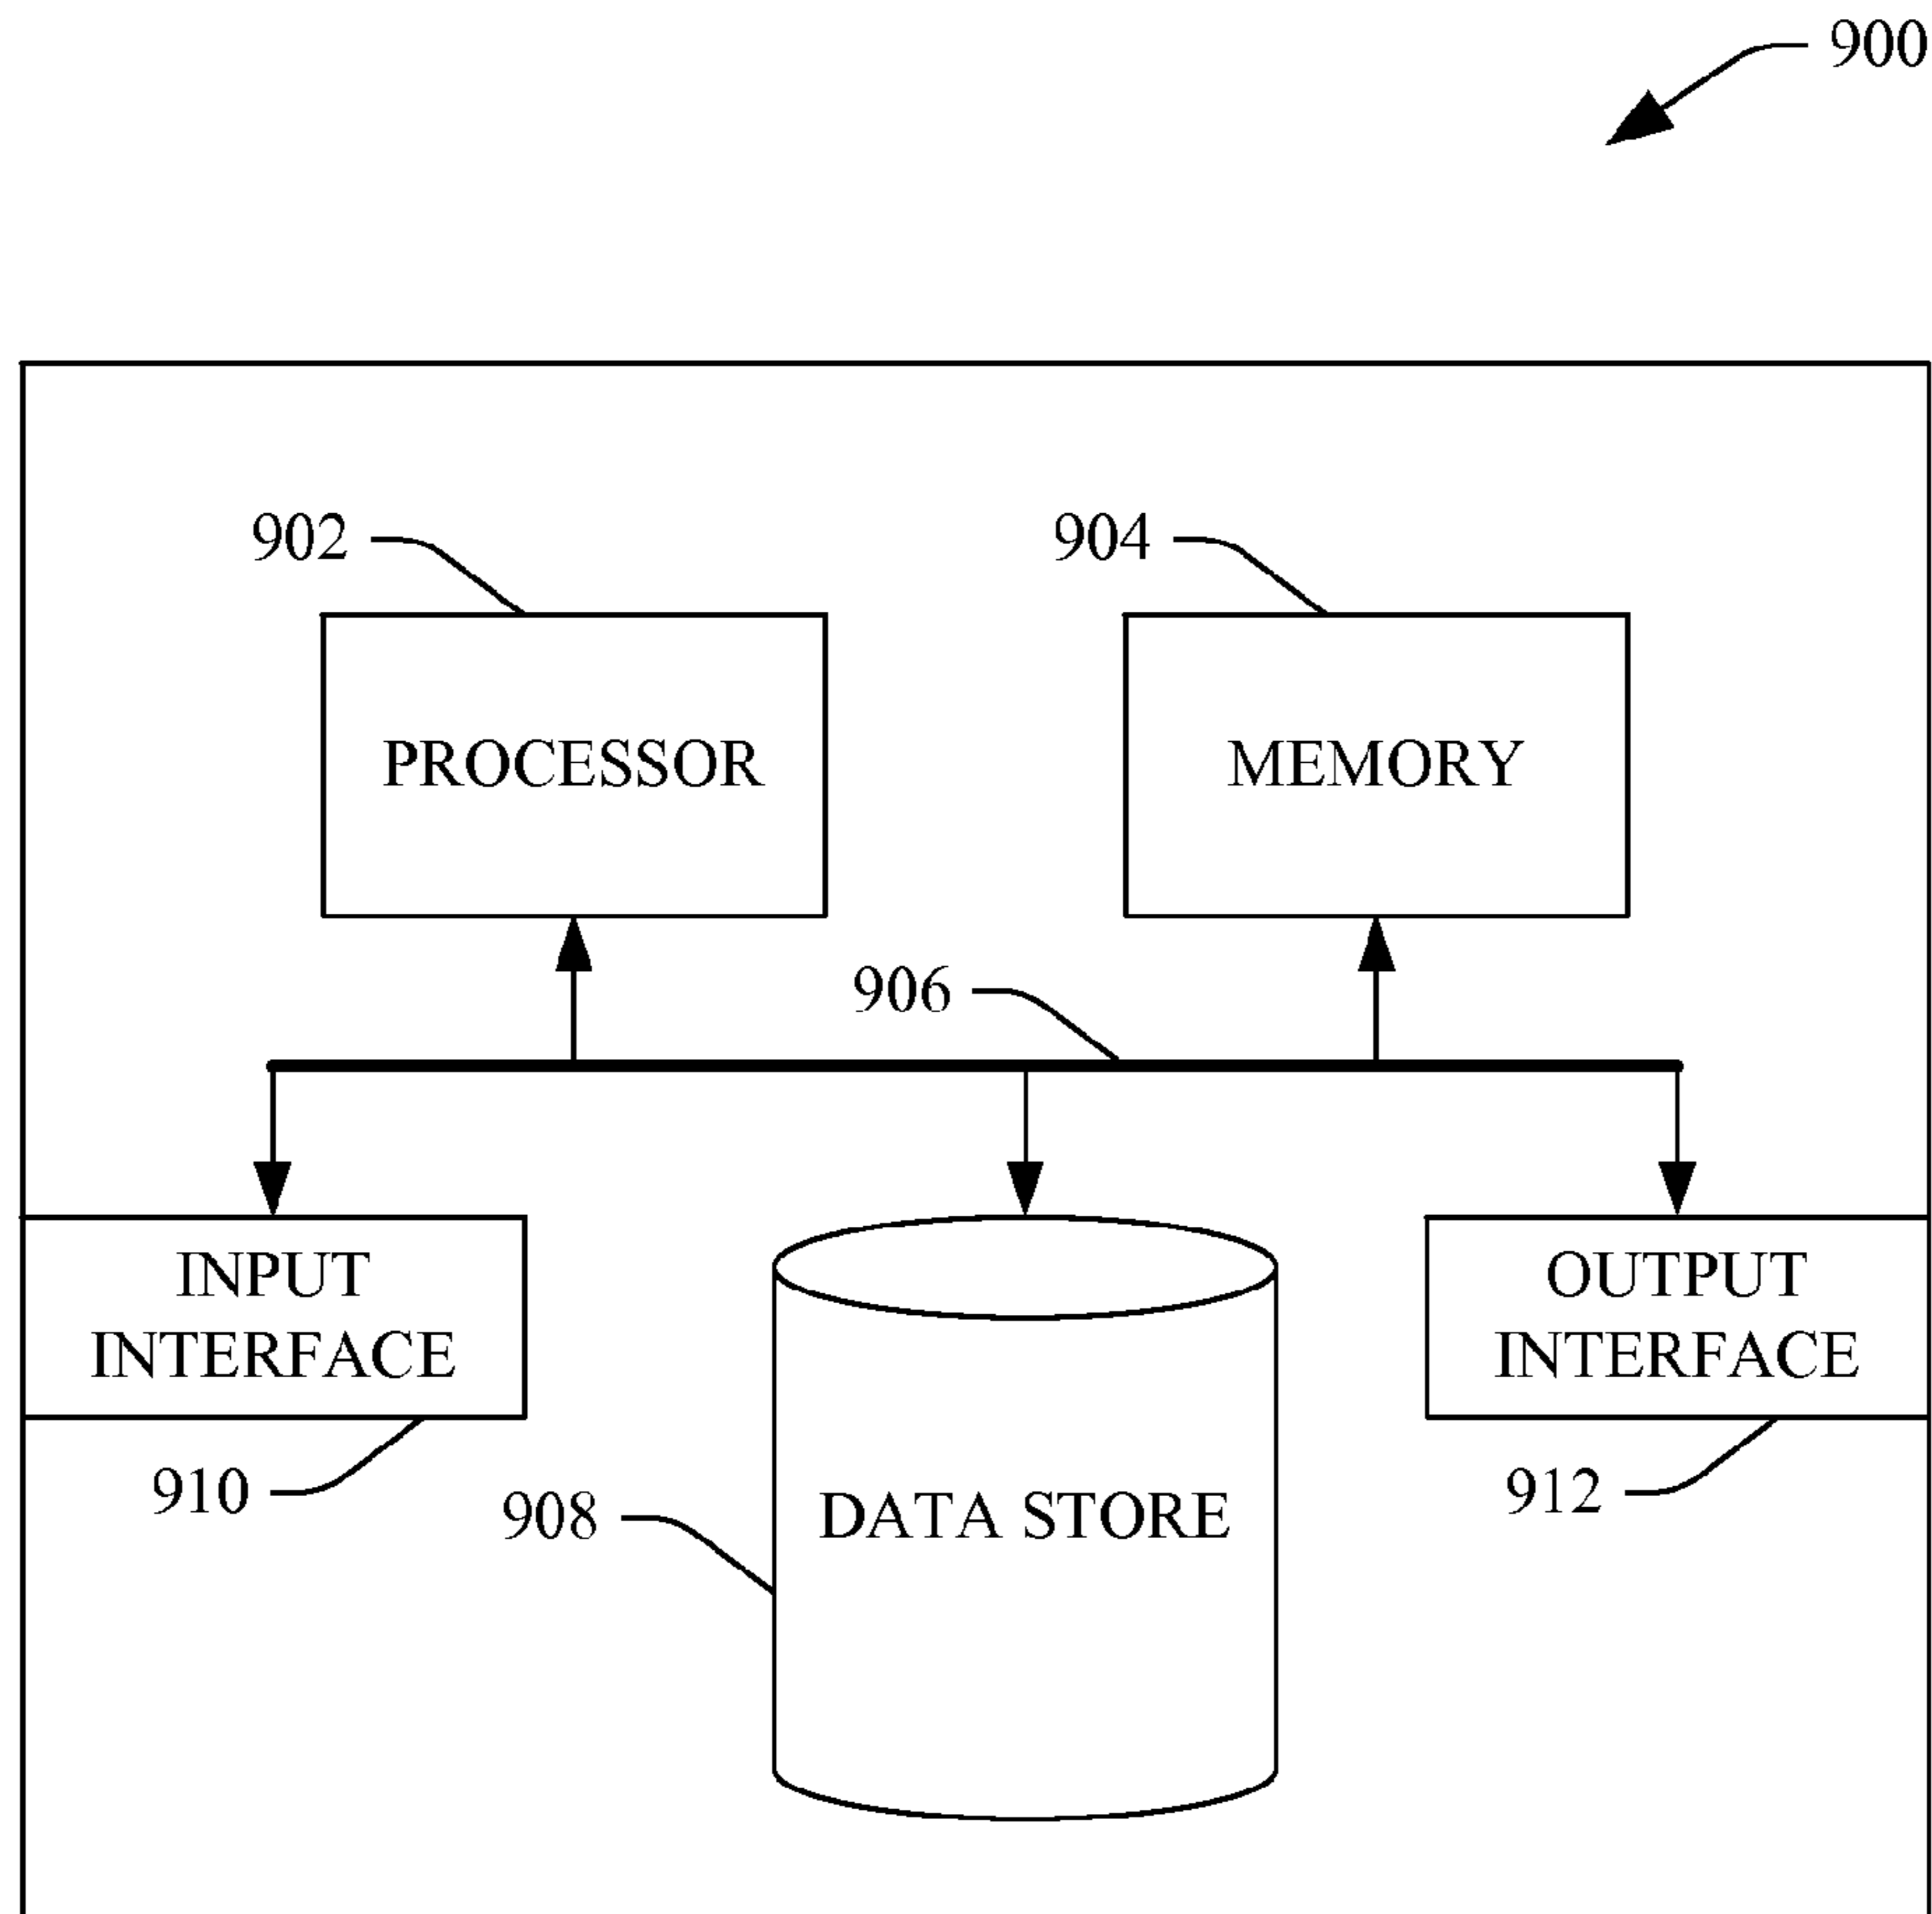 900
902
904
PROCESSOR
MEMORY
906
INPUT
INTERFACE
OUTPUT
INTERFACE
910
908
DATA STORE
912